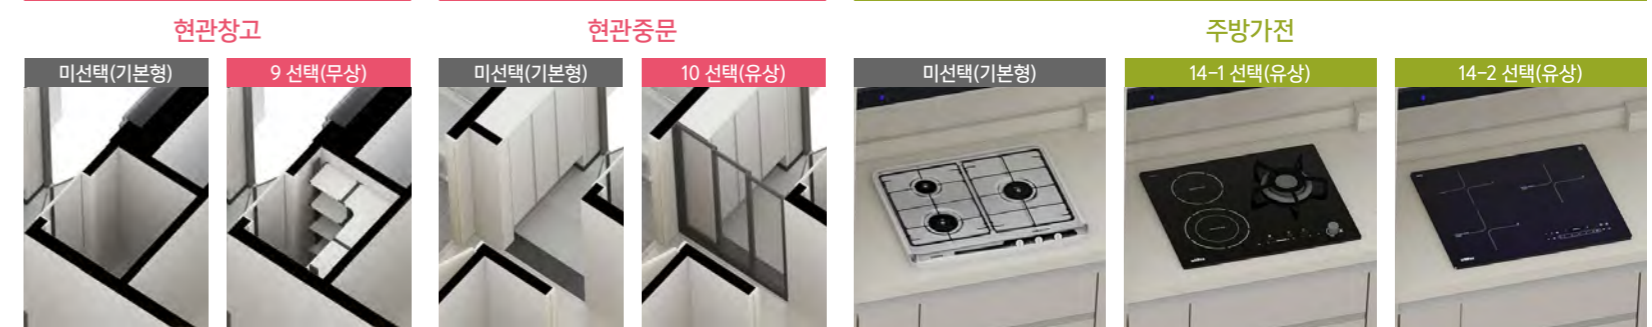 현관창고
현관중문
주방가전
미선택(기본형)
9 선택(무상)
미선택(기본형)
10 선택(유상)
미선택(기본형)
14-1 선택(유상)
14-2 선택(유상)